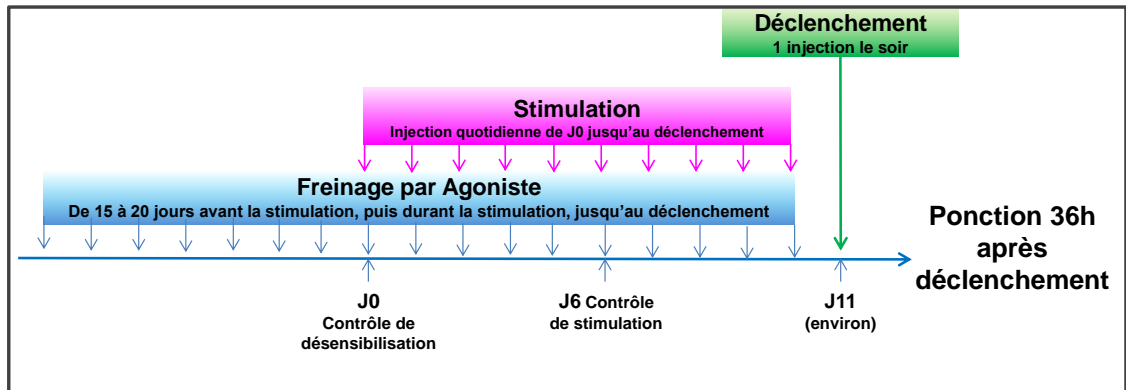 Déclenchement
1 injection le soir
Stimulation
Injection quotidienne de J0 jusqu'au déclenchement
Freinage par Agoniste
De 15 à 20 jours avant la stimulation, puis durant la stimulation, jusqu'au déclenchement
Ponction 36h
après
déclenchement
J0
Contrôle de
désensibilisation
J6 Contrôle
de stimulation
J11
(environ)